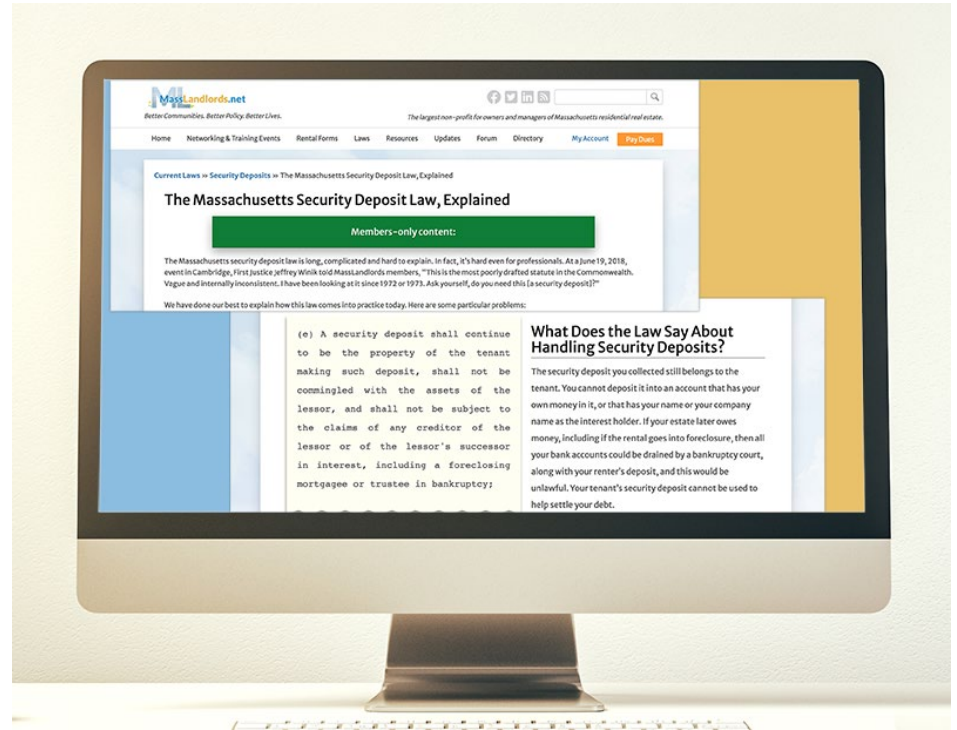 ML
MassLandlords.net
Better Communities. Better Policy. Better Lives.
The largest non-profit for owners and managers of Massachusetts residential real estate.
Home Networking & Training Events Rental Forms Laws Resources Updates Forum Directory My Account Pay Dues
Current Laws » Security Deposits » The Massachusetts Security Deposit Law, Explained
The Massachusetts Security Deposit Law, Explained
Members-only content:
The Massachusetts security deposit law is long, complicated and hard to explain. In fact, it's hard even for professionals. At a June 19, 2018,
event in Cambridge, First Justice Jeffrey Winik told MassLandlords members, "This is the most poorly drafted statute in the Commonwealth.
Vague and internally inconsistent. I have been looking at it since 1972 or 1973. Ask yourself, do you need this [a security deposit]?"
We have done our best to explain how this law comes into practice today. Here are some particular problems:
(e) A security deposit shall continue
to be the property of the tenant
making such deposit, shall not be
commingled with the assets of the
lessor, and shall not be subject to
the claims of any creditor of the
lessor or of the lessor's successor
in interest, including a foreclosing
mortgagee or trustee in bankruptcy;
What Does the Law Say About
Handling Security Deposits?
The security deposit you collected still belongs to the
tenant. You cannot deposit it into an account that has your
own money in it, or that has your name or your company
name as the interest holder. If your estate later owes
money, including if the rental goes into foreclosure, then all
your bank accounts could be drained by a bankruptcy court,
along with your renter's deposit, and this would be
unlawful. Your tenant's security deposit cannot be used to
help settle your debt.